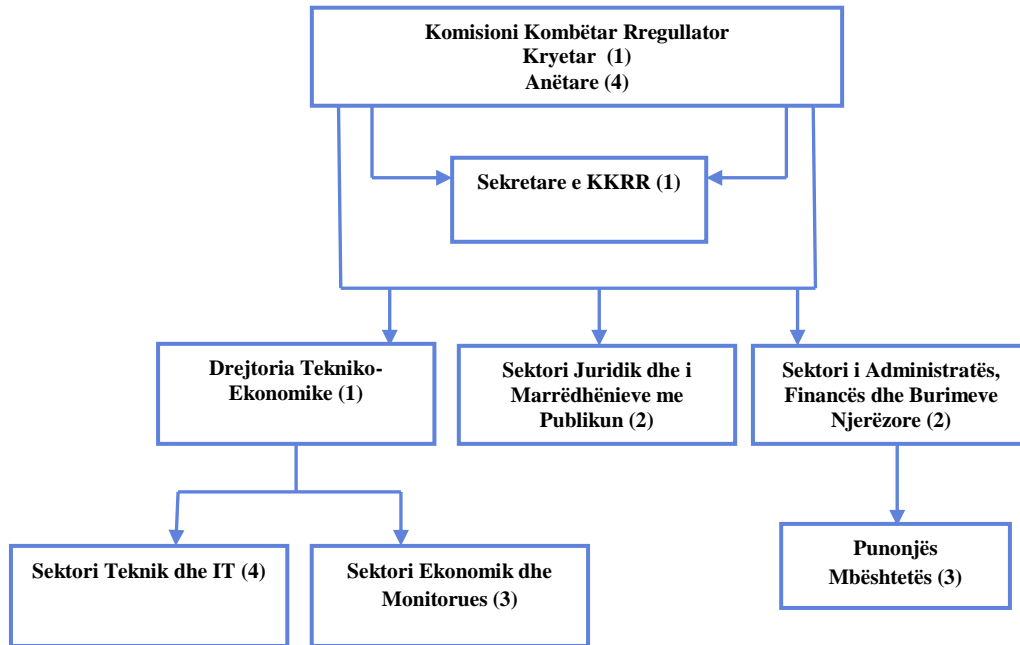 Komisioni Kombëtar Rregullator
Kryetar (1)
Anëtare (4)
Sekretare e KKRR (1)
Drejtoria Tekniko-
Ekonomike (1)
Sektori Juridik dhe i
Marrëdhënieve me
Publikun (2)
Sektori i Administratës,
Financës dhe Burimeve
Njerëzore (2)
Sektori Teknik dhe IT (4)
Sektori Ekonomik dhe
Monitorues (3)
Punonjës
Mbështetës (3)